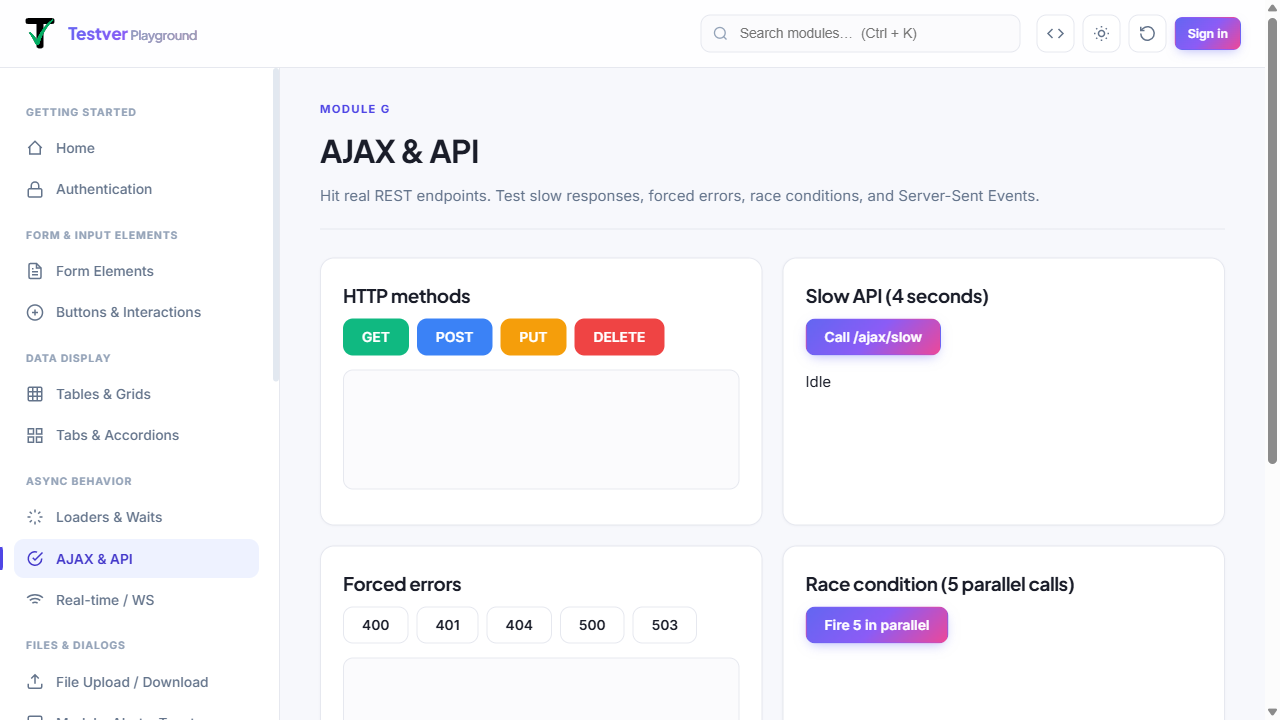 Testver Playground
Search modules... (Ctrl + K)
Sign in
GETTING STARTED
Home
Authentication
FORM & INPUT ELEMENTS
Form Elements
Buttons & Interactions
DATA DISPLAY
Tables & Grids
Tabs & Accordions
ASYNC BEHAVIOR
Loaders & Waits
AJAX & API
Real-time / WS
FILES & DIALOGS
File Upload / Download
MODULE G
AJAX & API
Hit real REST endpoints. Test slow responses, forced errors, race conditions, and Server-Sent Events.
HTTP methods
GET POST PUT DELETE
Slow API (4 seconds)
Call /ajax/slow
Idle
Forced errors
400 401 404 500 503
Race condition (5 parallel calls)
Fire 5 in parallel